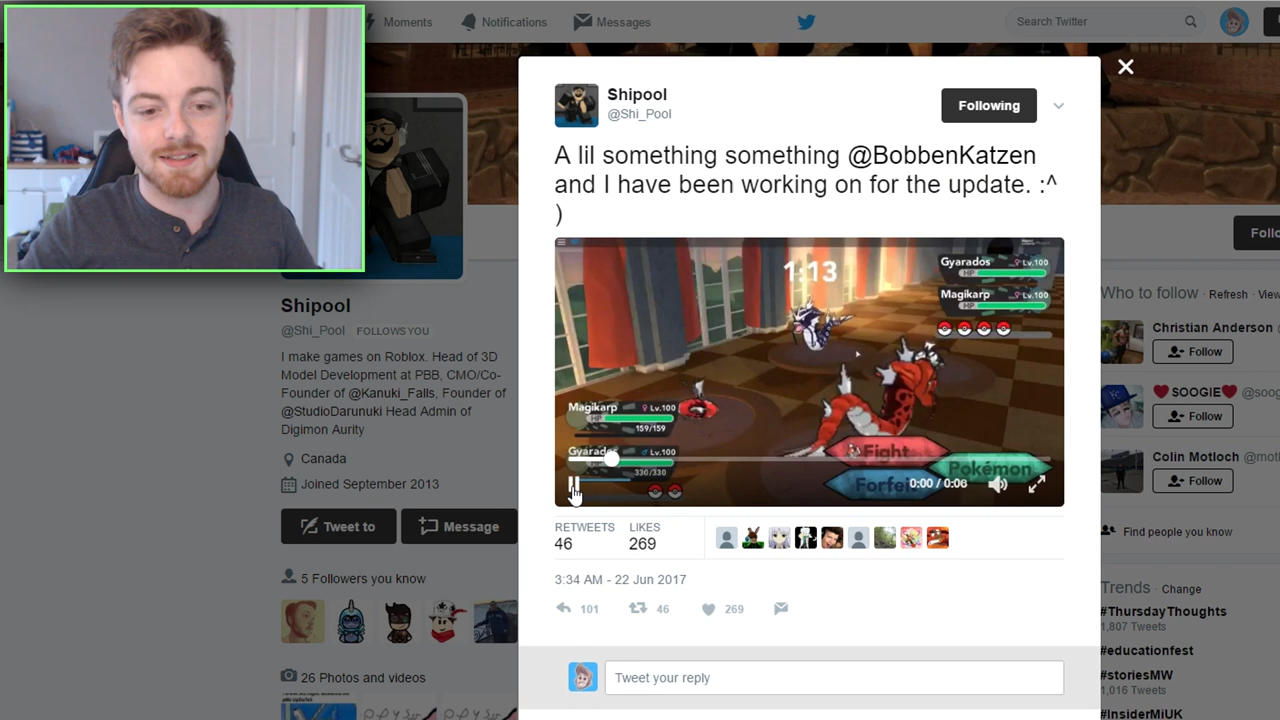 Moments
Notifications
Messages
Search Twitter
Shipool
@Shi_Pool
Following
A lil something something @BobbenKatzen
and I have been working on for the update. :^
)
1:13
Gyarados Lv.100
HP
Magikarp Lv.100
HP
Magikarp Lv.100
HP
159/159
Gyarados Lv.100
HP
330/330
Fight
Pokémon
Forfeit
0:00 / 0:06
RETWEETS LIKES
46 269
3:34 AM - 22 Jun 2017
101 46 269
Tweet your reply
Shipool
@Shi_Pool FOLLOWS YOU
I make games on Roblox. Head of 3D
Model Development at PBB, CMO/Co-
Founder of @Kanuki_Falls, Founder of
@StudioDarunuki Head Admin of
Digimon Aurity
Canada
Joined September 2013
Tweet to
Message
5 Followers you know
26 Photos and videos
Who to follow · Refresh · View
Christian Anderson
Follow
SOOGIE @soog
Follow
Colin Motloch @motl
Follow
Find people you know
Trends · Change
#ThursdayThoughts
1,807 Tweets
#educationfest
#storiesMW
1,016 Tweets
#InsiderMiUK